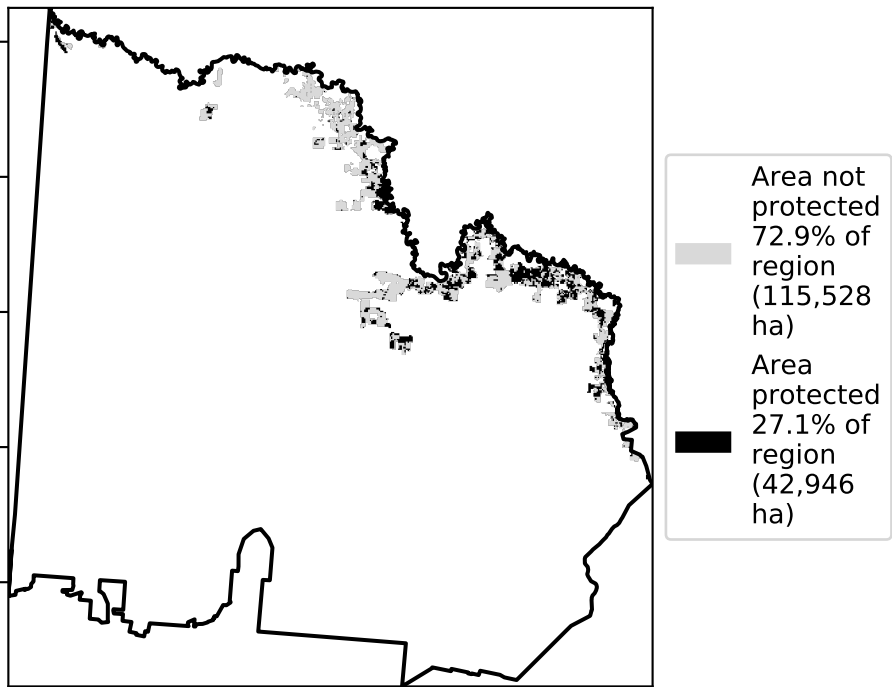 Area not
protected
72.9% of
region
(115,528
ha)
Area
protected
27.1% of
region
(42,946
ha)